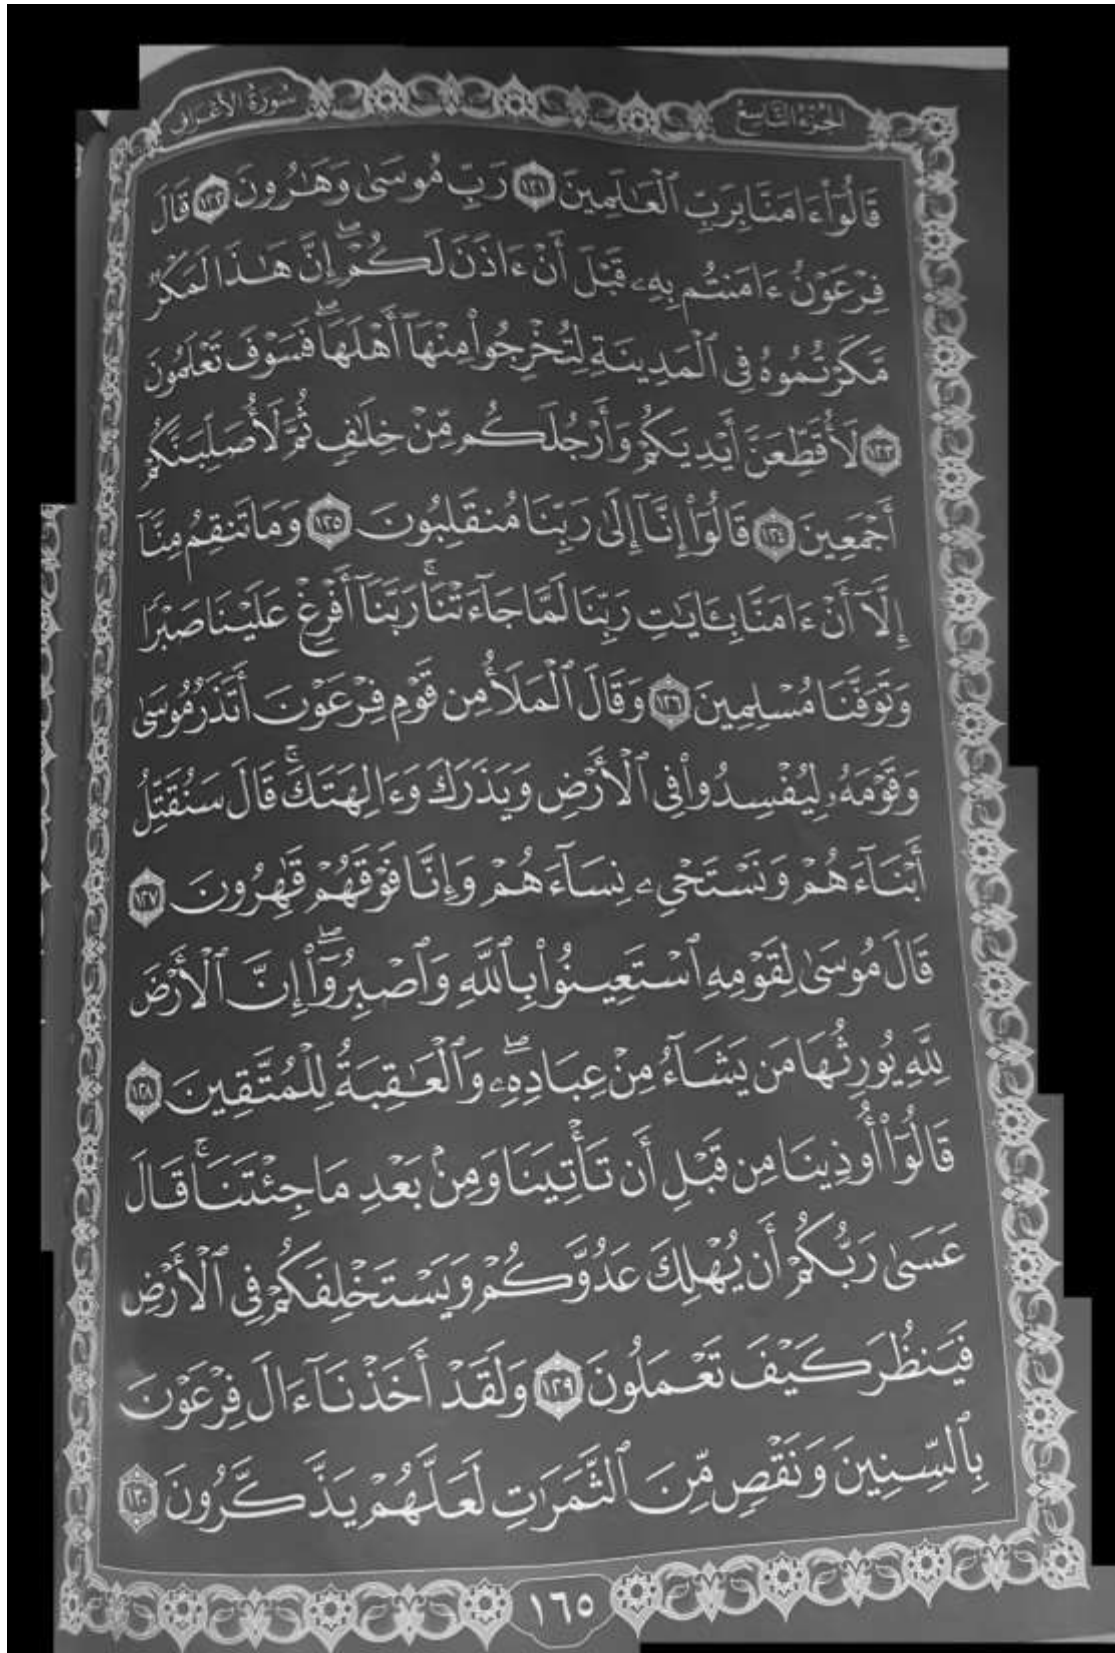 الجزء التاسع
سورة الأعراف
قَالُوٓا۟ ءَامَنَّا بِرَبِّ ٱلْعَٰلَمِينَ ١٢١ رَبِّ مُوسَىٰ وَهَٰرُونَ ١٢٢ قَالَ
فِرْعَوْنُ ءَامَنتُم بِهِۦ قَبْلَ أَنْ ءَاذَنَ لَكُمْ ۖ إِنَّ هَٰذَا لَمَكْرٌ
مَّكَرْتُمُوهُ فِى ٱلْمَدِينَةِ لِتُخْرِجُوا۟ مِنْهَآ أَهْلَهَا ۖ فَسَوْفَ تَعْلَمُونَ
١٢٣ لَأُقَطِّعَنَّ أَيْدِيَكُمْ وَأَرْجُلَكُم مِّنْ خِلَٰفٍ ثُمَّ لَأُصَلِّبَنَّكُمْ
أَجْمَعِينَ ١٢٤ قَالُوٓا۟ إِنَّآ إِلَىٰ رَبِّنَا مُنقَلِبُونَ ١٢٥ وَمَا تَنقِمُ مِنَّآ
إِلَّآ أَنْ ءَامَنَّا بِـَٔايَٰتِ رَبِّنَا لَمَّا جَآءَتْنَا ۚ رَبَّنَآ أَفْرِغْ عَلَيْنَا صَبْرًا
وَتَوَفَّنَا مُسْلِمِينَ ١٢٦ وَقَالَ ٱلْمَلَأُ مِن قَوْمِ فِرْعَوْنَ أَتَذَرُ مُوسَىٰ
وَقَوْمَهُۥ لِيُفْسِدُوا۟ فِى ٱلْأَرْضِ وَيَذَرَكَ وَءَالِهَتَكَ ۚ قَالَ سَنُقَتِّلُ
أَبْنَآءَهُمْ وَنَسْتَحْىِۦ نِسَآءَهُمْ وَإِنَّا فَوْقَهُمْ قَٰهِرُونَ ١٢٧
قَالَ مُوسَىٰ لِقَوْمِهِ ٱسْتَعِينُوا۟ بِٱللَّهِ وَٱصْبِرُوٓا۟ ۖ إِنَّ ٱلْأَرْضَ
لِلَّهِ يُورِثُهَا مَن يَشَآءُ مِنْ عِبَادِهِۦ ۖ وَٱلْعَٰقِبَةُ لِلْمُتَّقِينَ ١٢٨
قَالُوٓا۟ أُوذِينَا مِن قَبْلِ أَن تَأْتِيَنَا وَمِنۢ بَعْدِ مَا جِئْتَنَا ۚ قَالَ
عَسَىٰ رَبُّكُمْ أَن يُهْلِكَ عَدُوَّكُمْ وَيَسْتَخْلِفَكُمْ فِى ٱلْأَرْضِ
فَيَنظُرَ كَيْفَ تَعْمَلُونَ ١٢٩ وَلَقَدْ أَخَذْنَآ ءَالَ فِرْعَوْنَ
بِٱلسِّنِينَ وَنَقْصٍ مِّنَ ٱلثَّمَرَٰتِ لَعَلَّهُمْ يَذَّكَّرُونَ ١٣٠
١٦٥